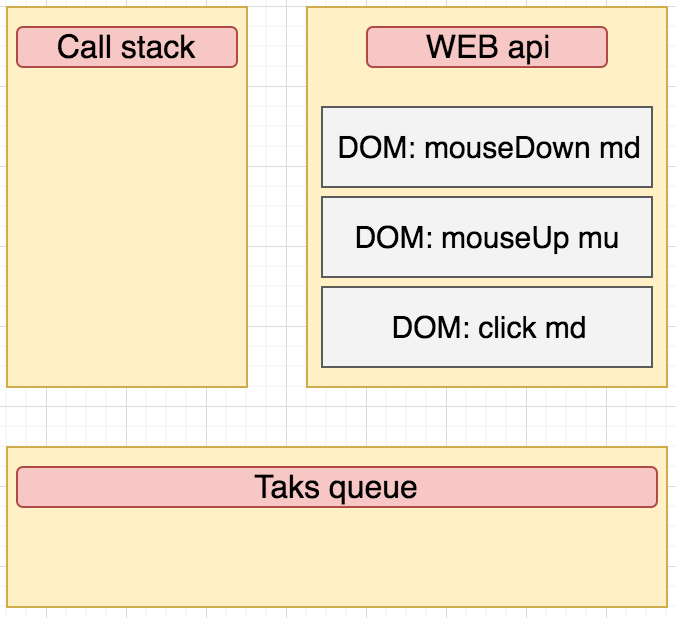 Call stack
WEB api
DOM: mouseDown md
DOM: mouseUp mu
DOM: click md
Taks queue